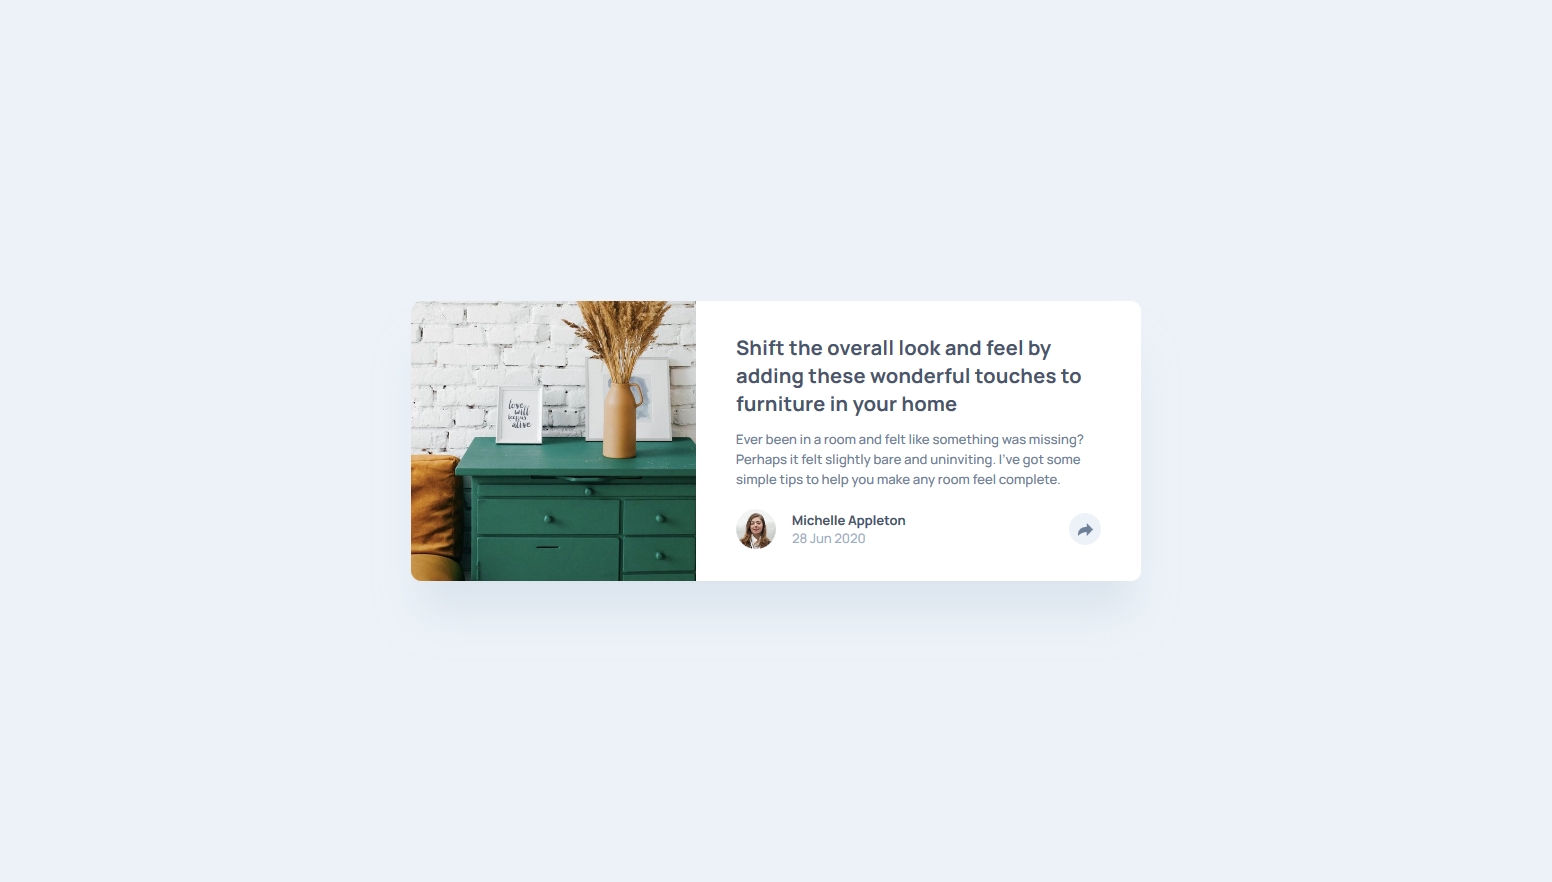 love
will
keep us
alive
Shift the overall look and feel by
adding these wonderful touches to
furniture in your home
Ever been in a room and felt like something was missing?
Perhaps it felt slightly bare and uninviting. I’ve got some
simple tips to help you make any room feel complete.
Michelle Appleton
28 Jun 2020